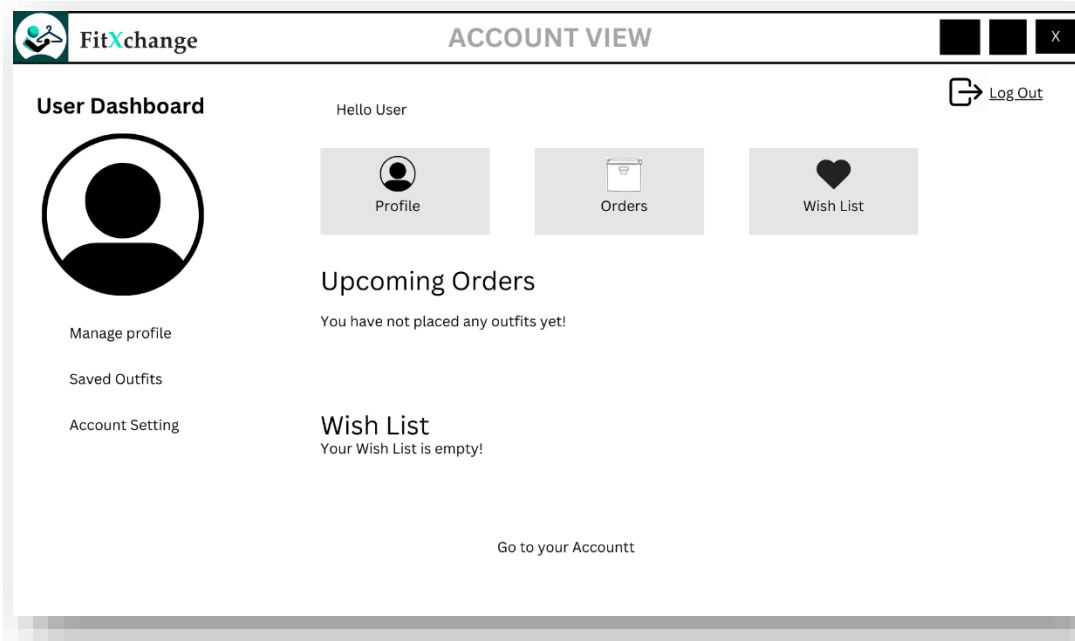 FitXchange
ACCOUNT VIEW
X
Log Out
User Dashboard
Hello User
Profile
Orders
Wish List
Upcoming Orders
You have not placed any outfits yet!
Manage profile
Saved Outfits
Account Setting
Wish List
Your Wish List is empty!
Go to your Accountt